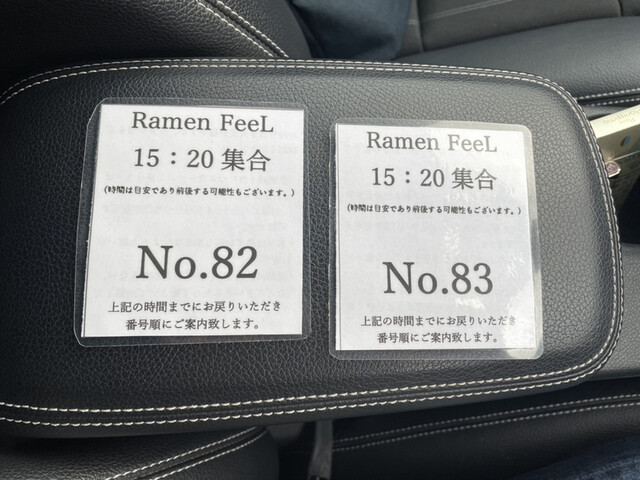 Ramen FeeL
15：20 集合
(時間は目安であり前後する可能性もございます。)
No.82
上記の時間までにお戻りいただき
番号順にご案内致します。
Ramen FeeL
15：20 集合
(時間は目安であり前後する可能性もございます。)
No.83
上記の時間までにお戻りいただき
番号順にご案内致します。